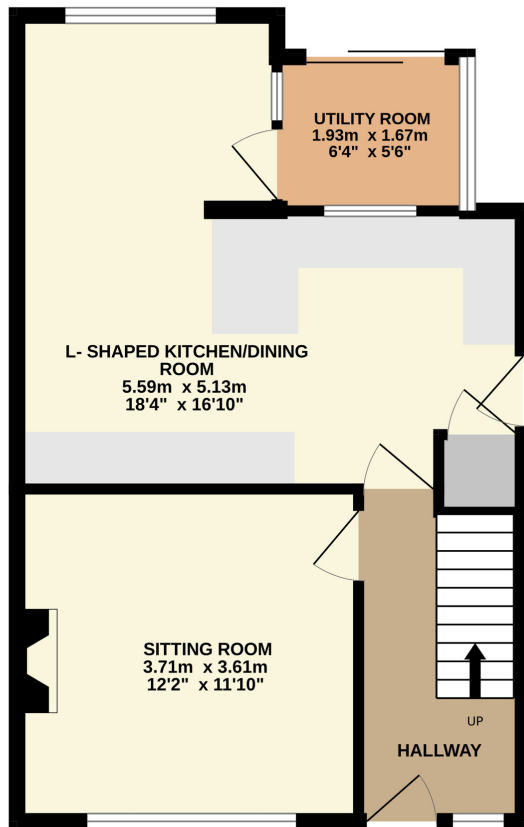 UTILITY ROOM
1.93m x 1.67m
6'4" x 5'6"
L- SHAPED KITCHEN/DINING
ROOM
5.59m x 5.13m
18'4" x 16'10"
SITTING ROOM
3.71m x 3.61m
12'2" x 11'10"
UP
HALLWAY